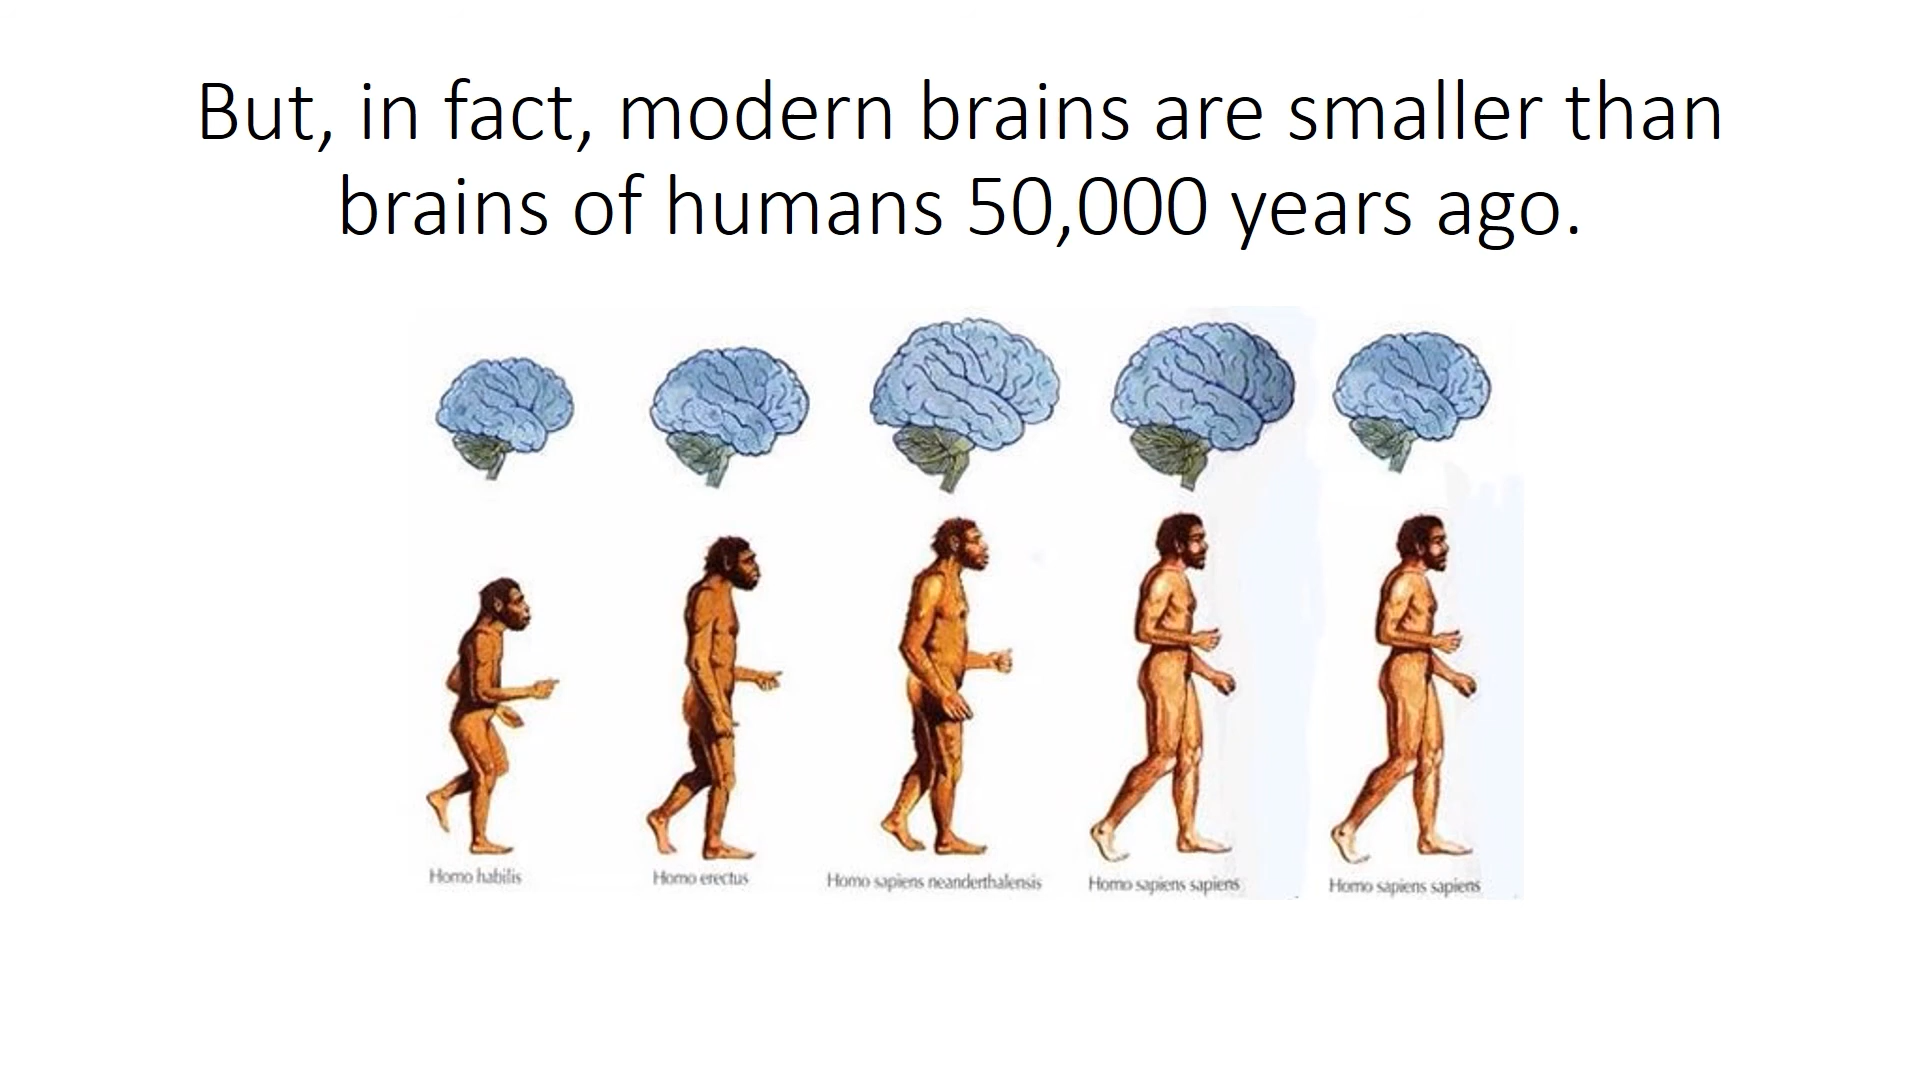 But, in fact, modern brains are smaller than
brains of humans 50,000 years ago.
Homo habilis
Homo erectus
Homo sapiens neanderthalensis
Homo sapiens sapiens
Homo sapiens sapiens